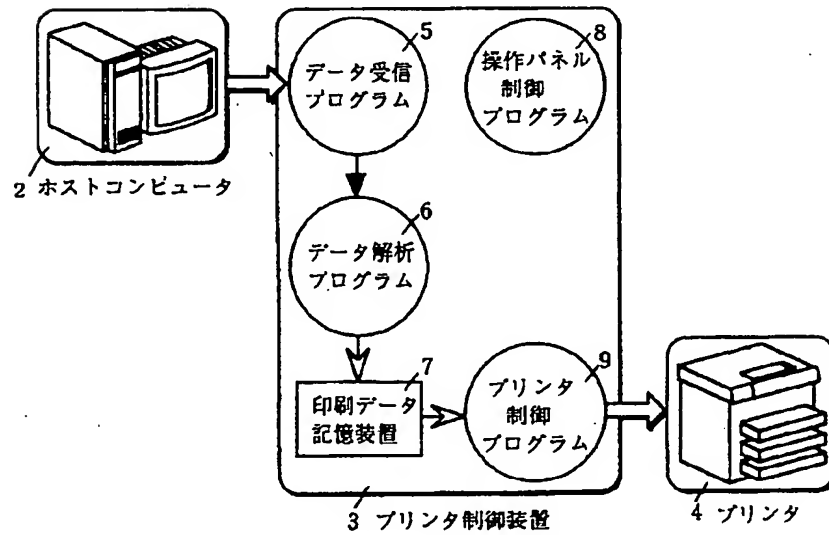 5
データ受信
プログラム
8
操作パネル
制御
プログラム
2 ホストコンピュータ
6
データ解析
プログラム
7
印刷データ
記憶装置
9
プリンタ
制御
プログラム
3 プリンタ制御装置
4 プリンタ